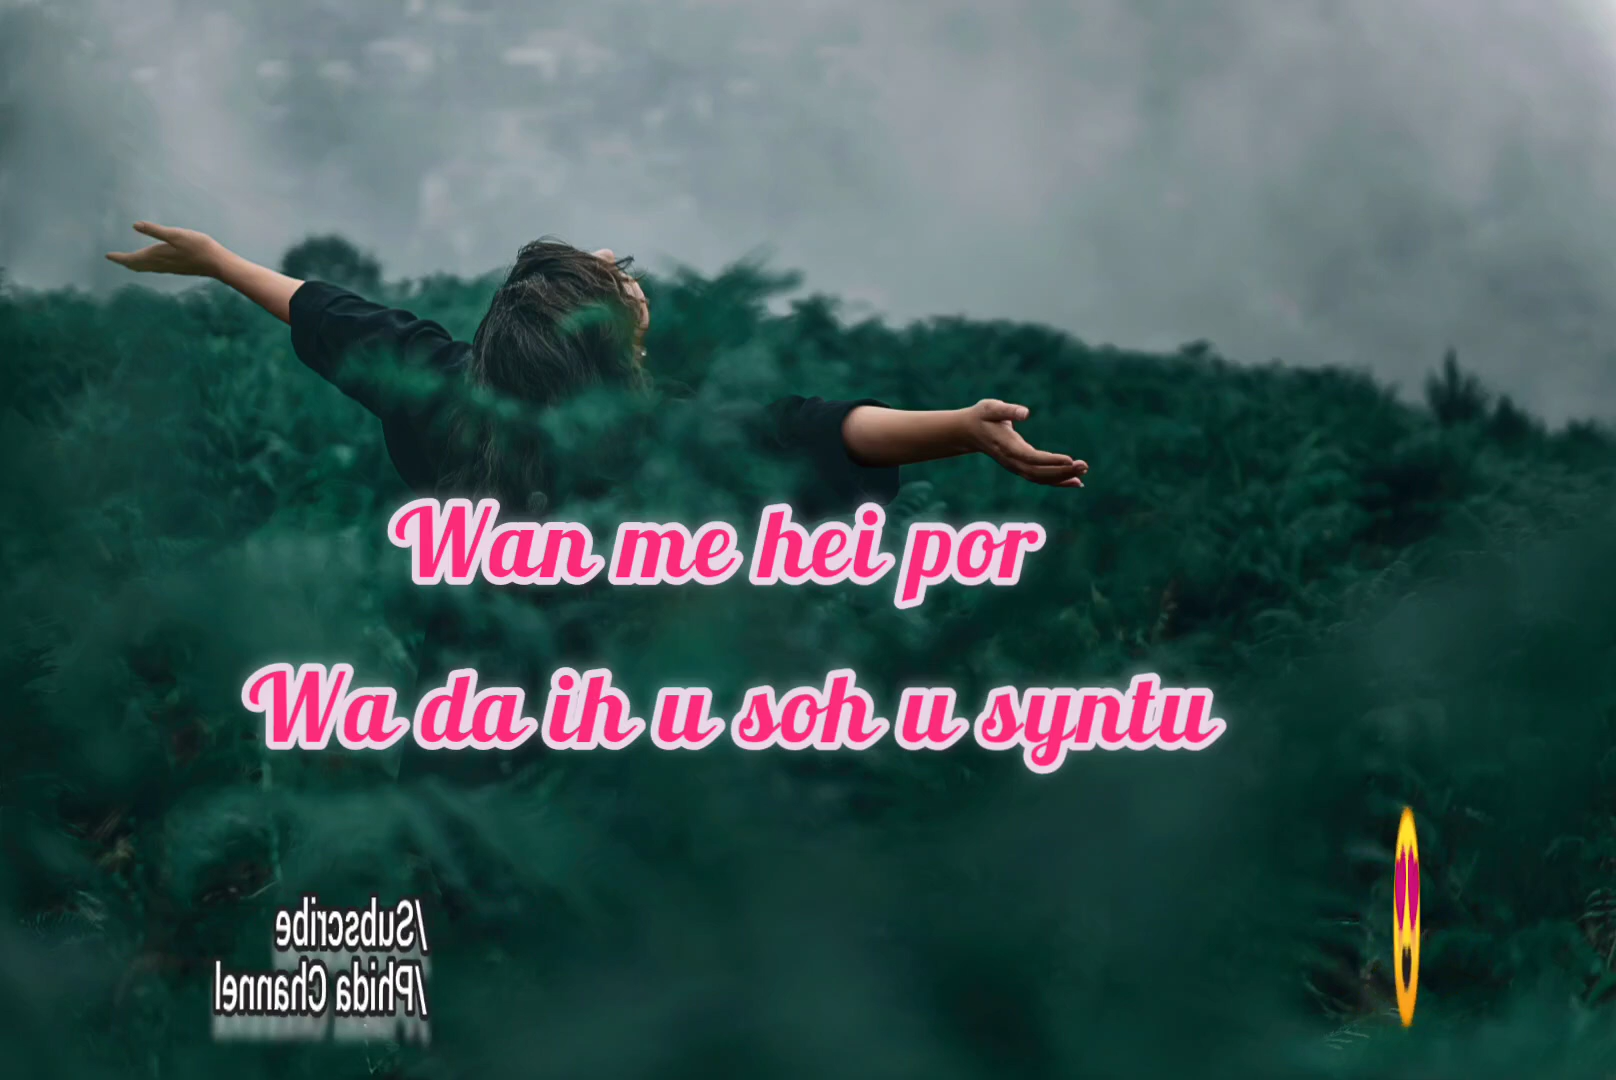 Wan me hei por
Wa da ih u soh u syntu
/Subscribe
/Phida Channel